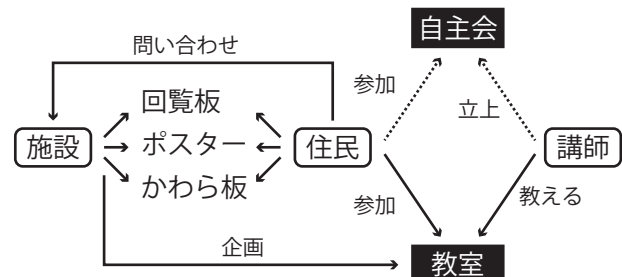 自主会
問い合わせ
参加
回覧板
立上
施設
ポスター
住民
講師
かわら板
参加
教える
企画
教室